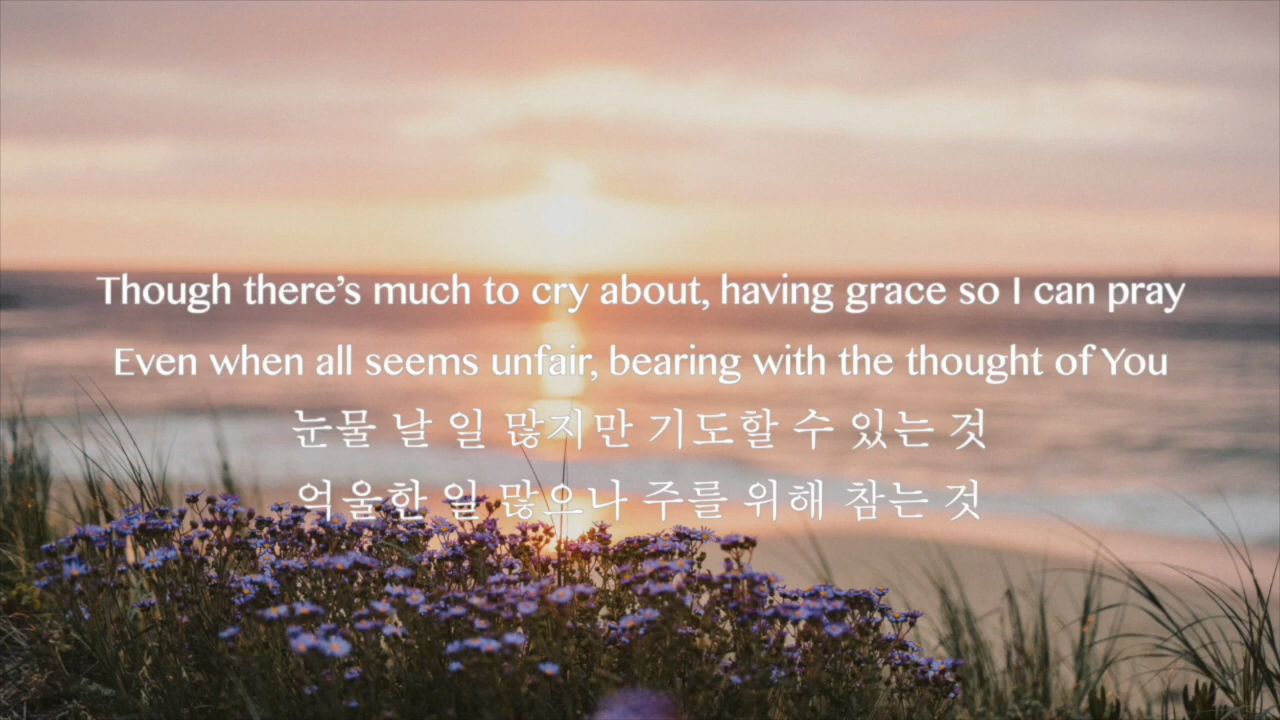 Though there’s much to cry about, having grace so I can pray
Even when all seems unfair, bearing with the thought of You
눈물 날 일 많지만 기도할 수 있는 것
억울한 일 많으나 주를 위해 참는 것